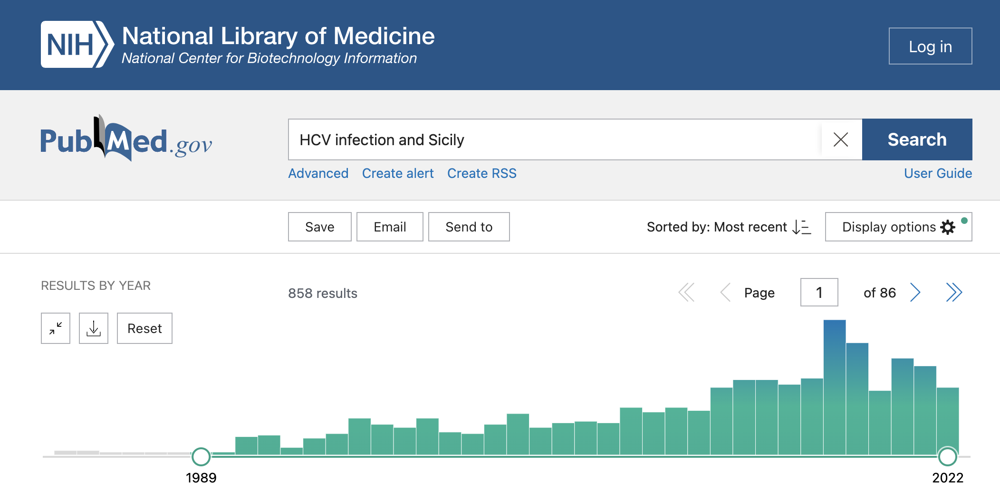 NIH
National Library of Medicine
National Center for Biotechnology Information
Log in
PubMed.gov
HCV infection and Sicily
Search
Advanced Create alert Create RSS
User Guide
Save Email Send to
Sorted by: Most recent
Display options
RESULTS BY YEAR
858 results
Page 1 of 86
Reset
1989
2022